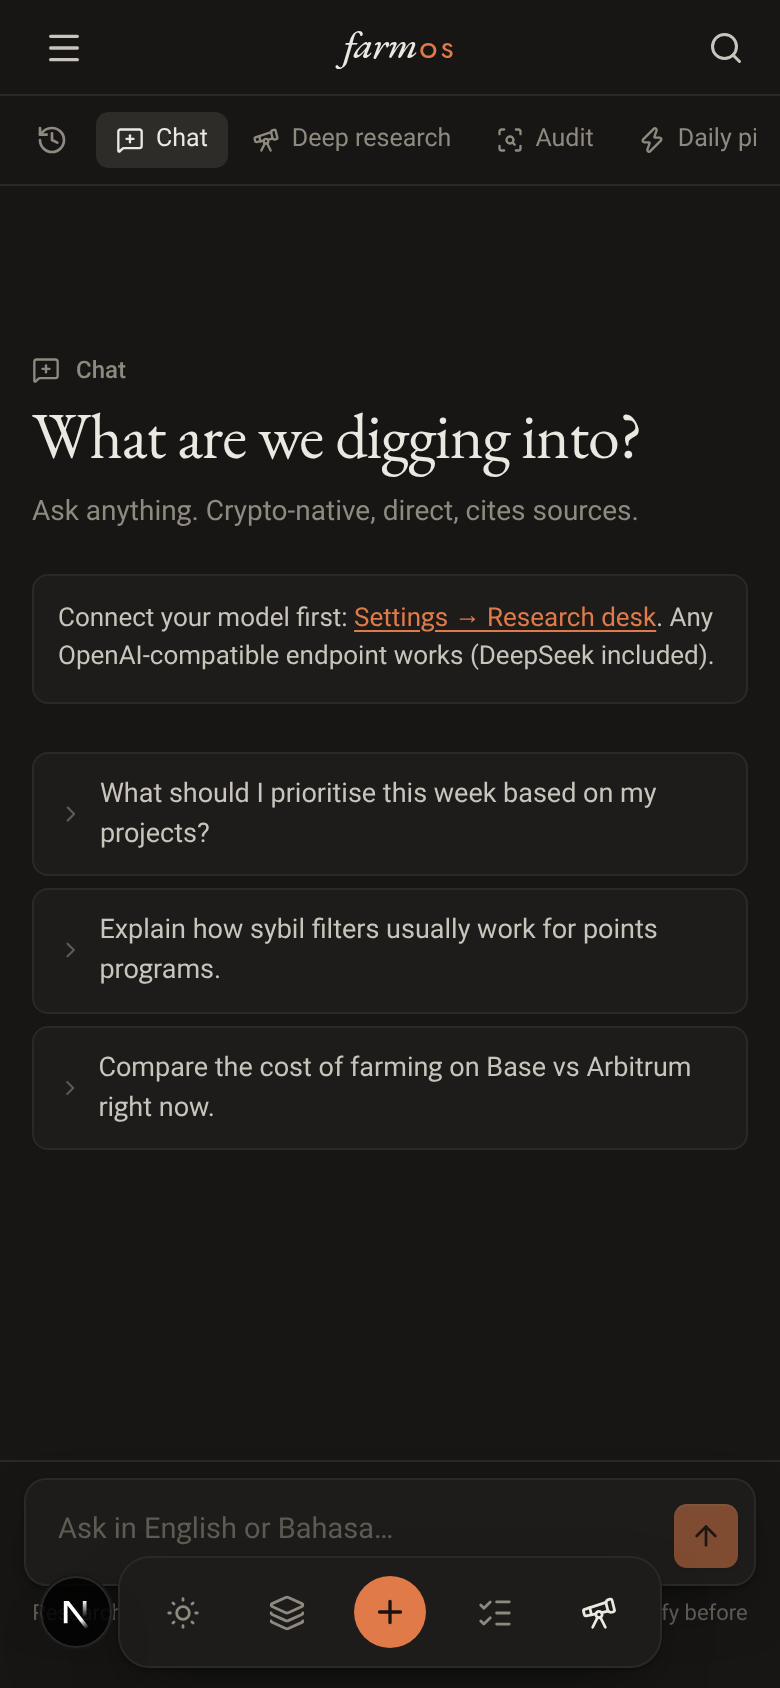 farmos
Chat
Deep research
Audit
Daily pi
Chat
What are we digging into?
Ask anything. Crypto-native, direct, cites sources.
Connect your model first: Settings → Research desk. Any
OpenAI-compatible endpoint works (DeepSeek included).
What should I prioritise this week based on my
projects?
Explain how sybil filters usually work for points
programs.
Compare the cost of farming on Base vs Arbitrum
right now.
Ask in English or Bahasa…
N
fy before